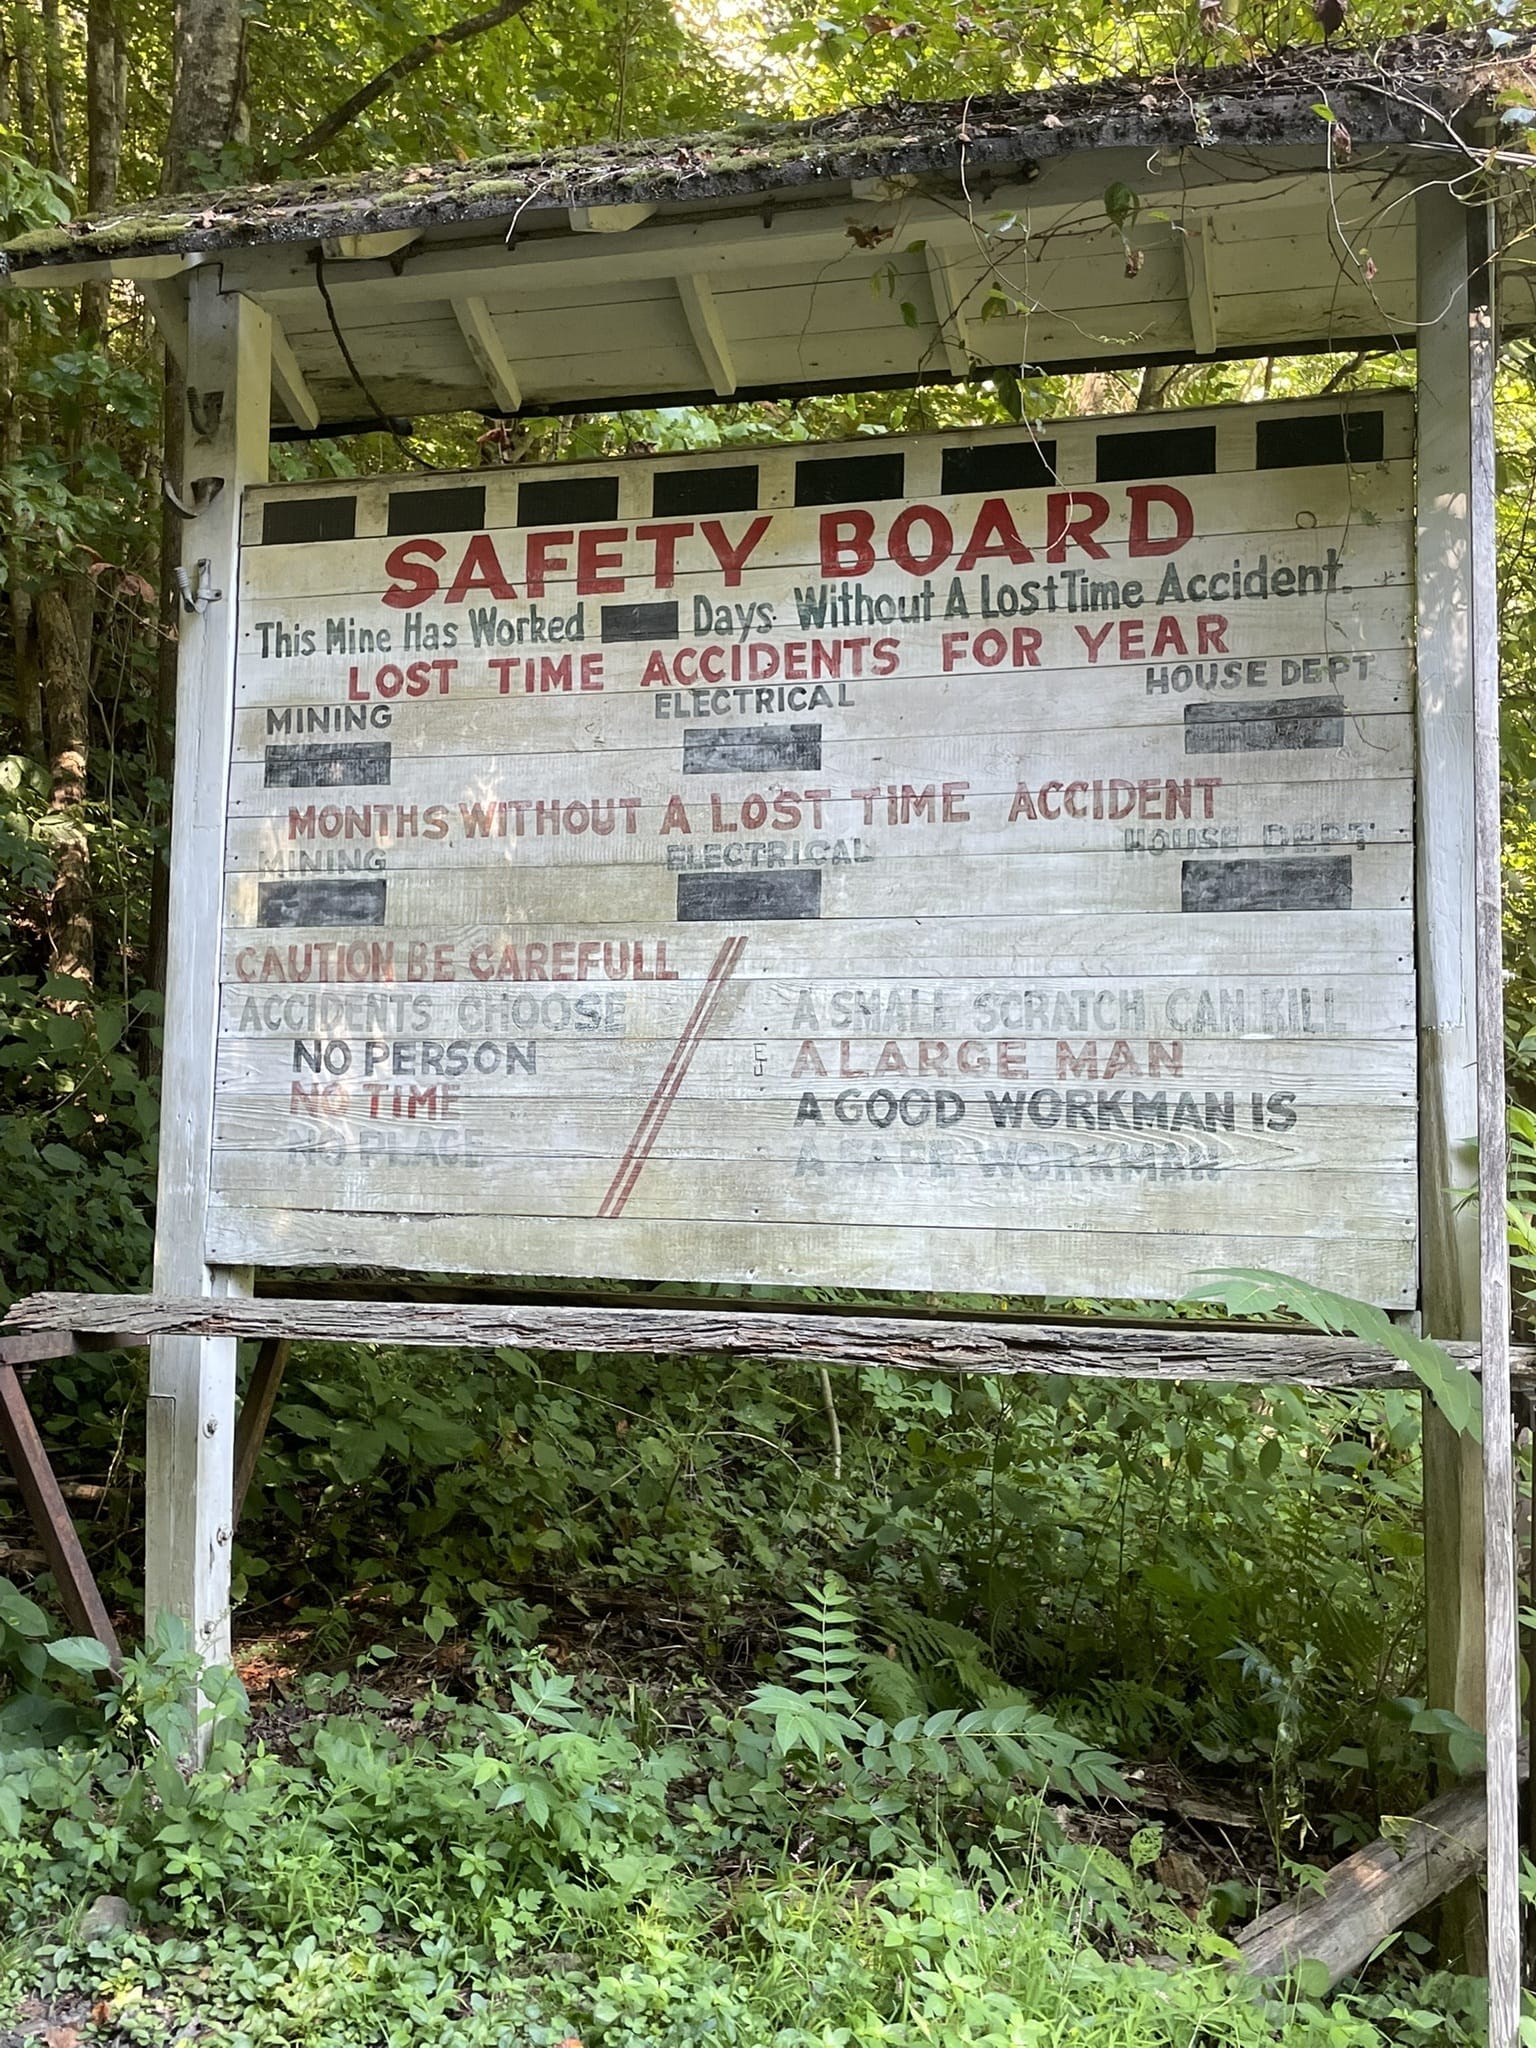 SAFETY BOARD
This Mine Has Worked Days Without A Lost Time Accident.
LOST TIME ACCIDENTS FOR YEAR
MINING ELECTRICAL HOUSE DEPT
MONTHS WITHOUT A LOST TIME ACCIDENT
MINING ELECTRICAL HOUSE DEPT
CAUTION BE CAREFULL
ACCIDENTS CHOOSE
NO PERSON
NO TIME
NO PLACE
A SMALL SCRATCH CAN KILL
A LARGE MAN
A GOOD WORKMAN IS
A SAFE WORKMAN